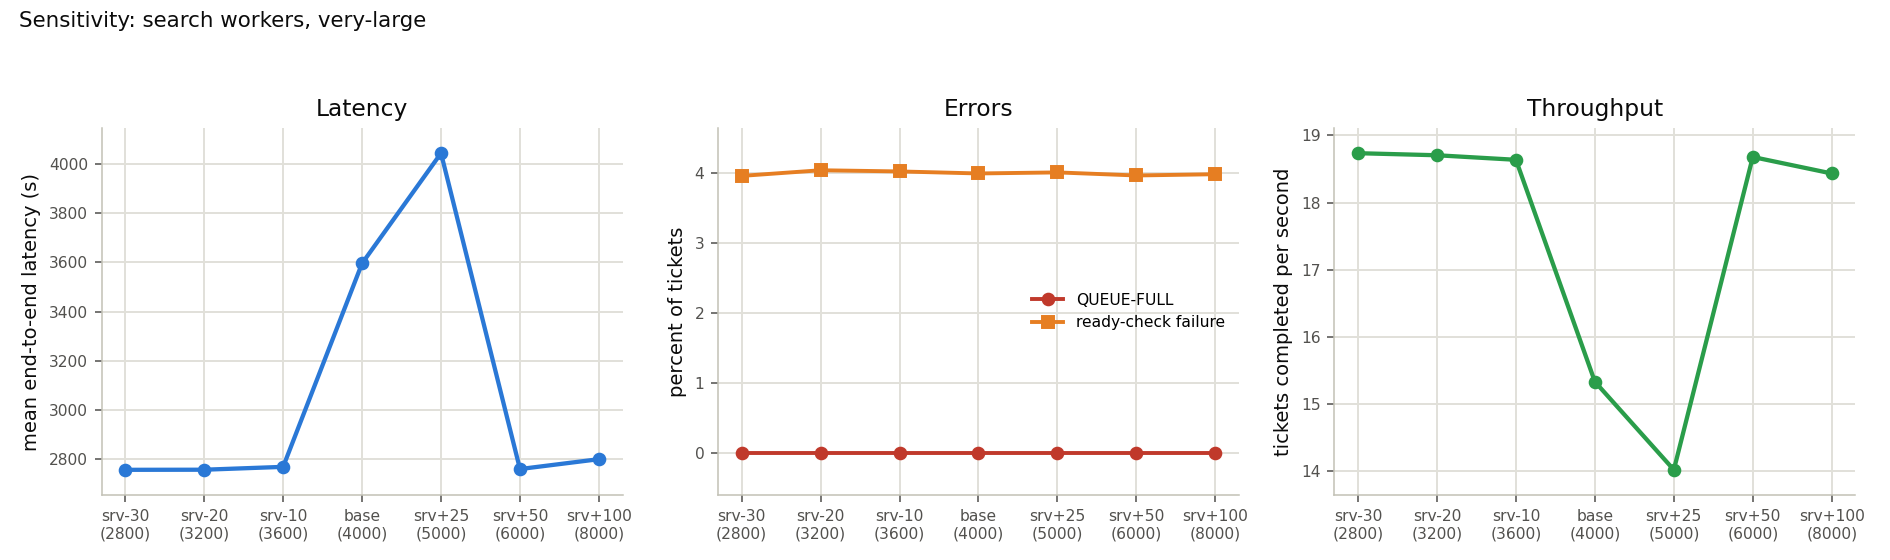 Sensitivity: search workers, very-large
Latency
mean end-to-end latency (s)
4000
3800
3600
3400
3200
3000
2800
srv-30
(2800)
srv-20
(3200)
srv-10
(3600)
base
(4000)
srv+25
(5000)
srv+50
(6000)
srv+100
(8000)
Errors
percent of tickets
4
3
2
1
0
QUEUE-FULL
ready-check failure
srv-30
(2800)
srv-20
(3200)
srv-10
(3600)
base
(4000)
srv+25
(5000)
srv+50
(6000)
srv+100
(8000)
Throughput
tickets completed per second
19
18
17
16
15
14
srv-30
(2800)
srv-20
(3200)
srv-10
(3600)
base
(4000)
srv+25
(5000)
srv+50
(6000)
srv+100
(8000)